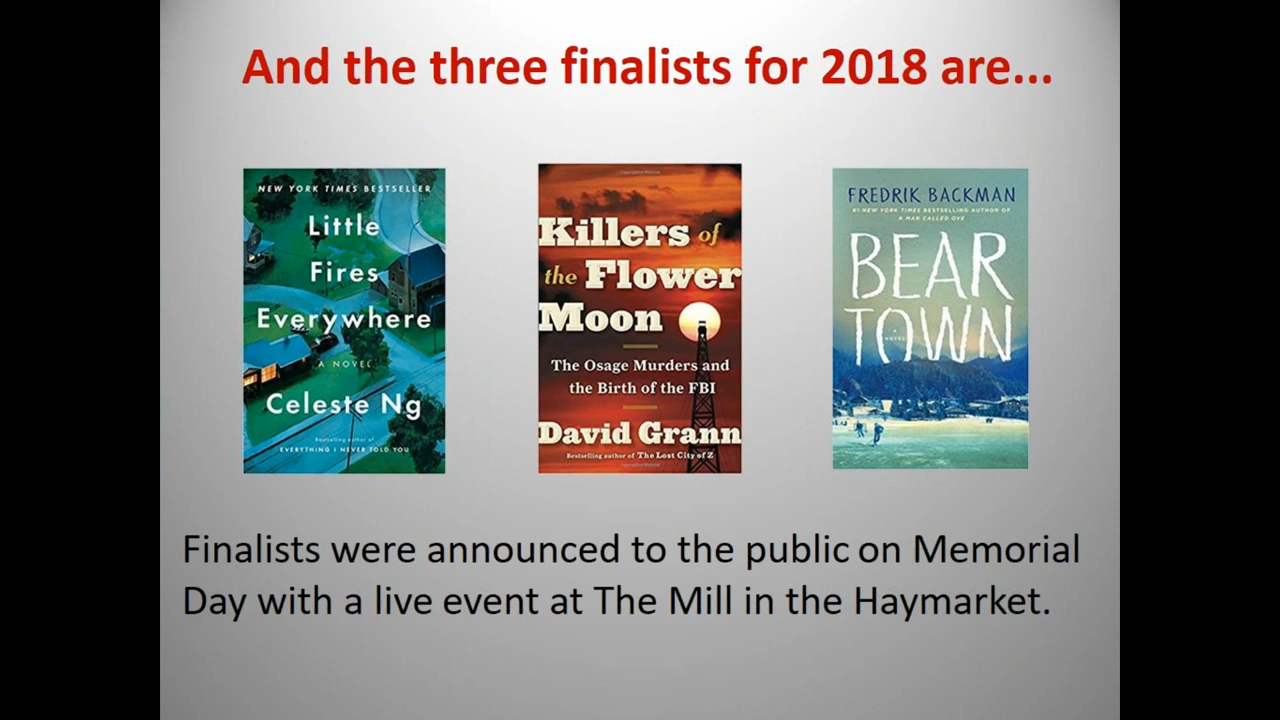 And the three finalists for 2018 are...
NEW YORK TIMES BESTSELLER
Little
Fires
Everywhere
A NOVEL
Celeste Ng
Bestselling author of
EVERYTHING I NEVER TOLD YOU
Killers of
the Flower
Moon
The Osage Murders and
the Birth of the FBI
David Grann
Bestselling author of The Lost City of Z
FREDRIK BACKMAN
#1 NEW YORK TIMES BESTSELLING AUTHOR OF
A MAN CALLED OVE
BEAR
TOWN
A NOVEL
Finalists were announced to the public on Memorial
Day with a live event at The Mill in the Haymarket.